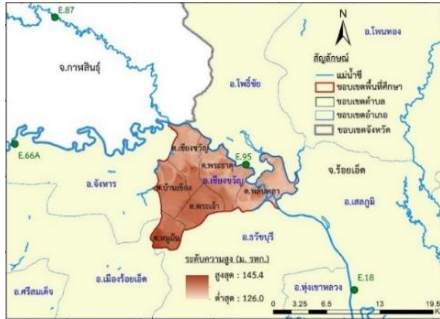 E.87
N
อ.โพนทอง
สัญลักษณ์
แม่น้ำชี
ขอบเขตพื้นที่ศึกษา
ขอบเขตตำบล
ขอบเขตอำเภอ
ขอบเขตจังหวัด
จ.กาฬสินธุ์
อ.โพธิ์ชัย
E.66A
ต.เชียงขวัญ
ต.พระธาตุ
E.95
จ.ร้อยเอ็ด
อ.จังหาร
ต.บ้านเขือง
อ.เชียงขวัญ
ต.พลับพลา
อ.เสลภูมิ
ต.พระเจ้า
ต.หมูม้น
อ.ธวัชบุรี
ระดับความสูง (ม. รทก.)
สูงสุด : 145.4
ต่ำสุด : 126.0
E.18
อ.เมืองร้อยเอ็ด
อ.ศรีสมเด็จ
อ.ทุ่งเขาหลวง
0 3.25 6.5 13 19.5